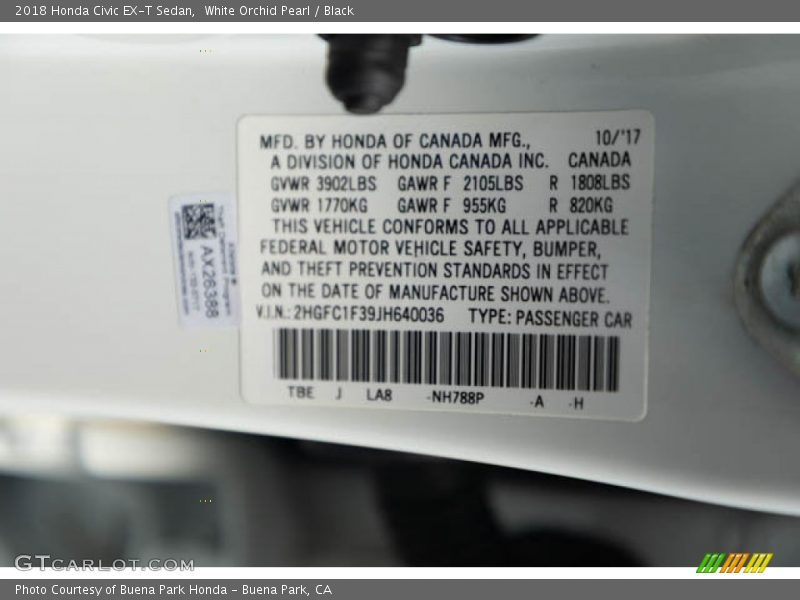 2018 Honda Civic EX-T Sedan, White Orchid Pearl / Black
MFD. BY HONDA OF CANADA MFG., 10/'17
A DIVISION OF HONDA CANADA INC. CANADA
GVWR 3902LBS GAWR F 2105LBS R 1808LBS
GVWR 1770KG GAWR F 955KG R 820KG
THIS VEHICLE CONFORMS TO ALL APPLICABLE
FEDERAL MOTOR VEHICLE SAFETY, BUMPER,
AND THEFT PREVENTION STANDARDS IN EFFECT
ON THE DATE OF MANUFACTURE SHOWN ABOVE.
V.I.N.: 2HGFC1F39JH640036 TYPE: PASSENGER CAR
TBE J LA8 -NH788P -A -H
AX26388
GTCARLOT.COM
Photo Courtesy of Buena Park Honda – Buena Park, CA